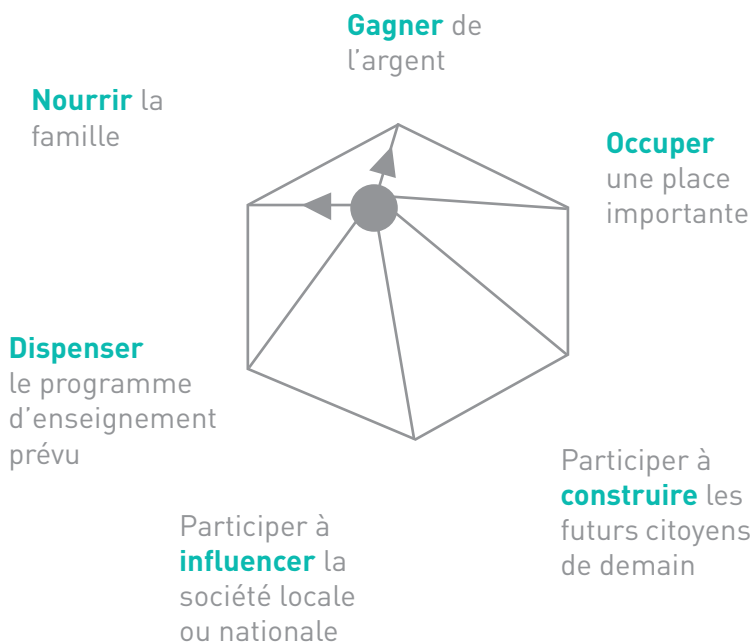 Gagner de
l'argent
Nourrir la
famille
Occuper
une place
importante
Dispenser
le programme
d'enseignement
prévu
Participer à
construire les
futurs citoyens
de demain
Participer à
influencer la
société locale
ou nationale